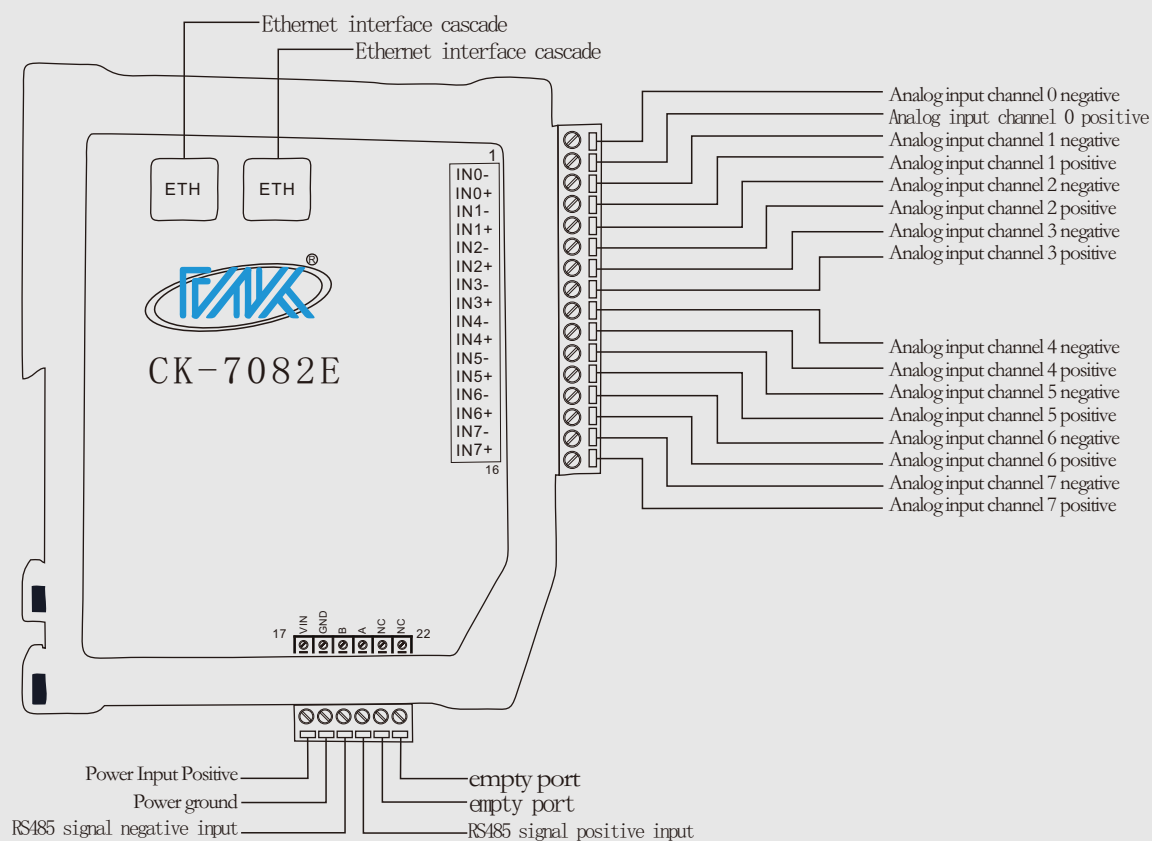 Ethernet interface cascade
Ethernet interface cascade
ETH
ETH
®
CK-7082E
1
IN0-
IN0+
IN1-
IN1+
IN2-
IN2+
IN3-
IN3+
IN4-
IN4+
IN5-
IN5+
IN6-
IN6+
IN7-
IN7+
16
Analog input channel 0 negative
Analog input channel 0 positive
Analog input channel 1 negative
Analog input channel 1 positive
Analog input channel 2 negative
Analog input channel 2 positive
Analog input channel 3 negative
Analog input channel 3 positive
Analog input channel 4 negative
Analog input channel 4 positive
Analog input channel 5 negative
Analog input channel 5 positive
Analog input channel 6 negative
Analog input channel 6 positive
Analog input channel 7 negative
Analog input channel 7 positive
17
VIN
GND
B
A
NC
NC
22
Power Input Positive
Power ground
RS485 signal negative input
empty port
empty port
RS485 signal positive input